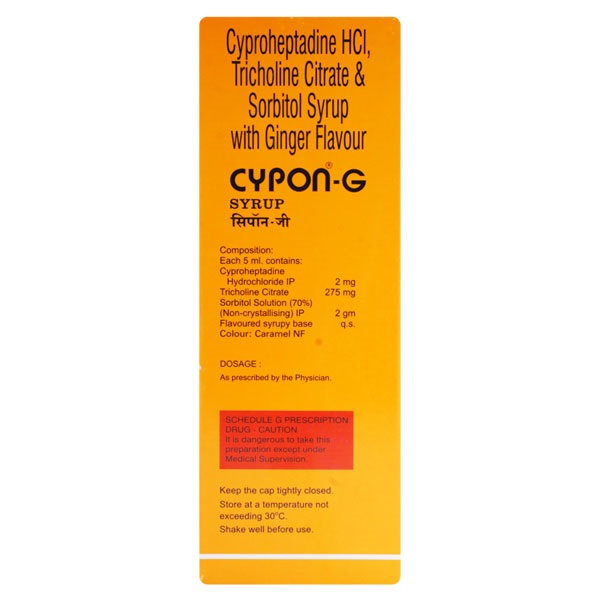 Cyproheptadine HCl,
Tricholine Citrate &
Sorbitol Syrup
with Ginger Flavour
CYPON®-G
SYRUP
सिपॉन-जी
Composition:
Each 5 ml. contains:
Cyproheptadine
Hydrochloride IP 2 mg
Tricholine Citrate 275 mg
Sorbitol Solution (70%)
(Non-crystallising) IP 2 gm
Flavoured syrupy base q.s.
Colour: Caramel NF
DOSAGE :
As prescribed by the Physician.
SCHEDULE G PRESCRIPTION
DRUG - CAUTION
It is dangerous to take this
preparation except under
Medical Supervision.
Keep the cap tightly closed.
Store at a temperature not
exceeding 30°C.
Shake well before use.